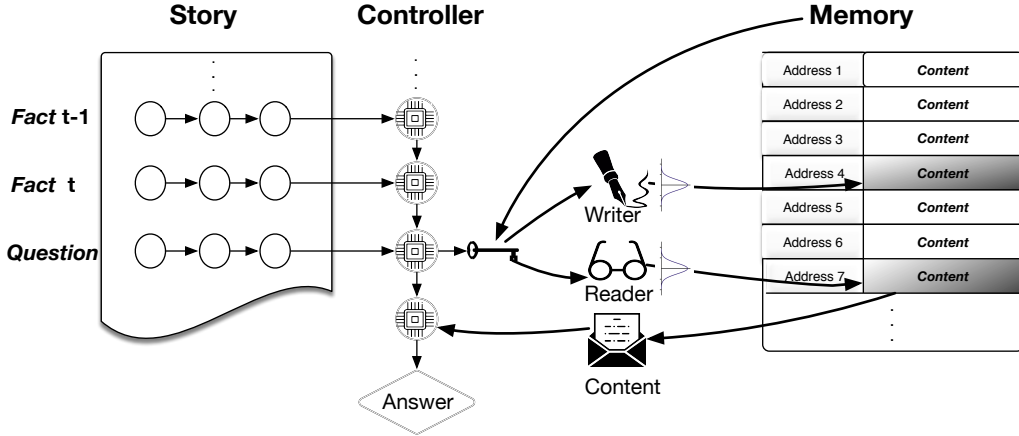 Story
Controller
Memory
Fact t-1
Fact t
Question
Writer
Reader
Content
Answer
Address 1 Content
Address 2 Content
Address 3 Content
Address 4 Content
Address 5 Content
Address 6 Content
Address 7 Content